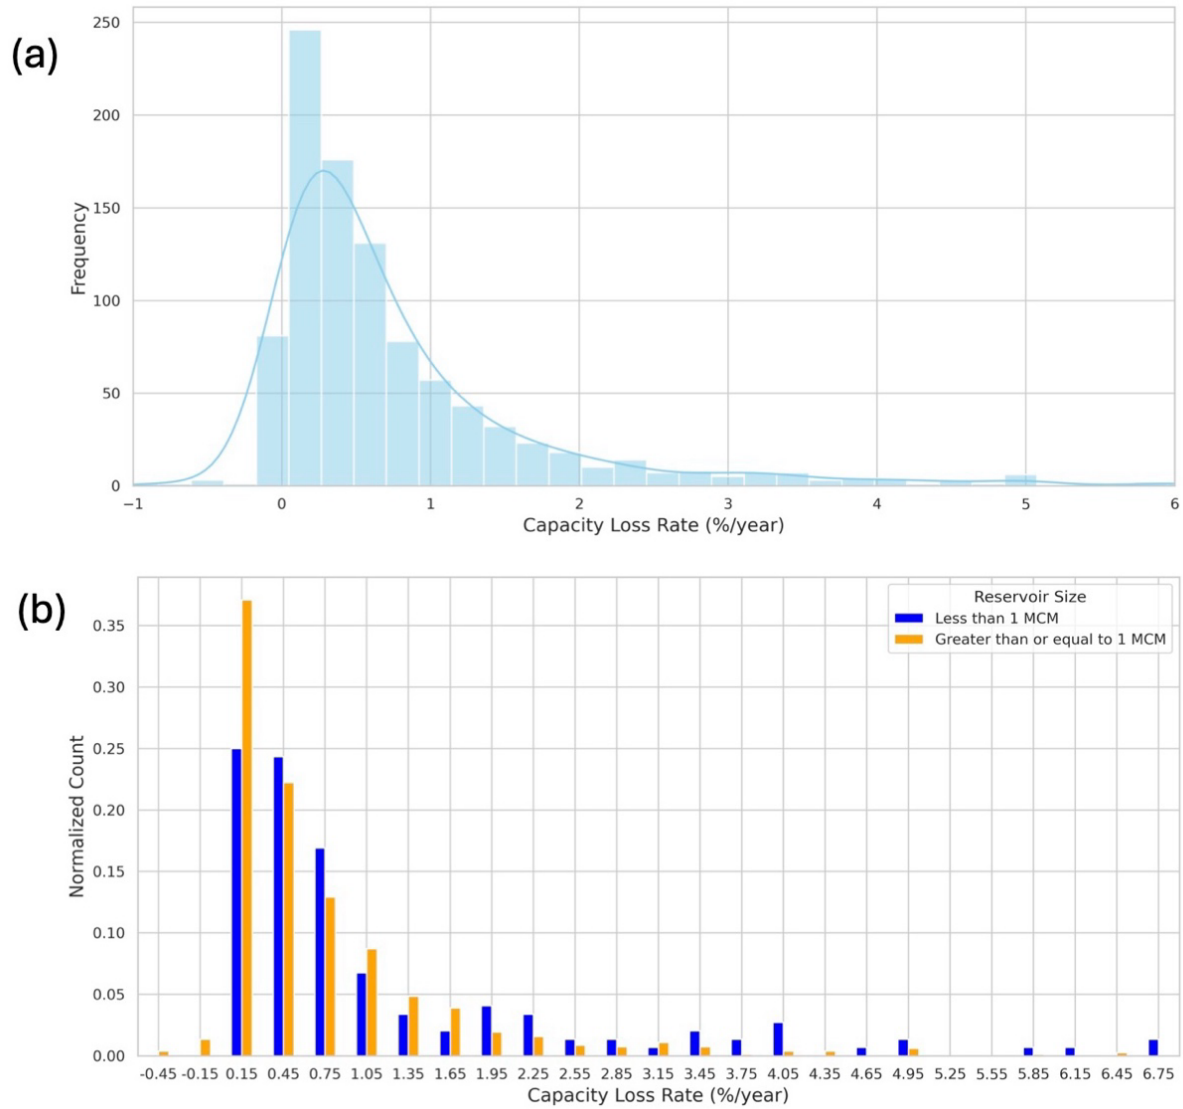 (a)
250
200
150
100
50
0
Frequency
−1 0 1 2 3 4 5 6
Capacity Loss Rate (%/year)
(b)
Reservoir Size
Less than 1 MCM
Greater than or equal to 1 MCM
0.35
0.30
0.25
0.20
0.15
0.10
0.05
0.00
Normalized Count
-0.45 -0.15 0.15 0.45 0.75 1.05 1.35 1.65 1.95 2.25 2.55 2.85 3.15 3.45 3.75 4.05 4.35 4.65 4.95 5.25 5.55 5.85 6.15 6.45 6.75
Capacity Loss Rate (%/year)